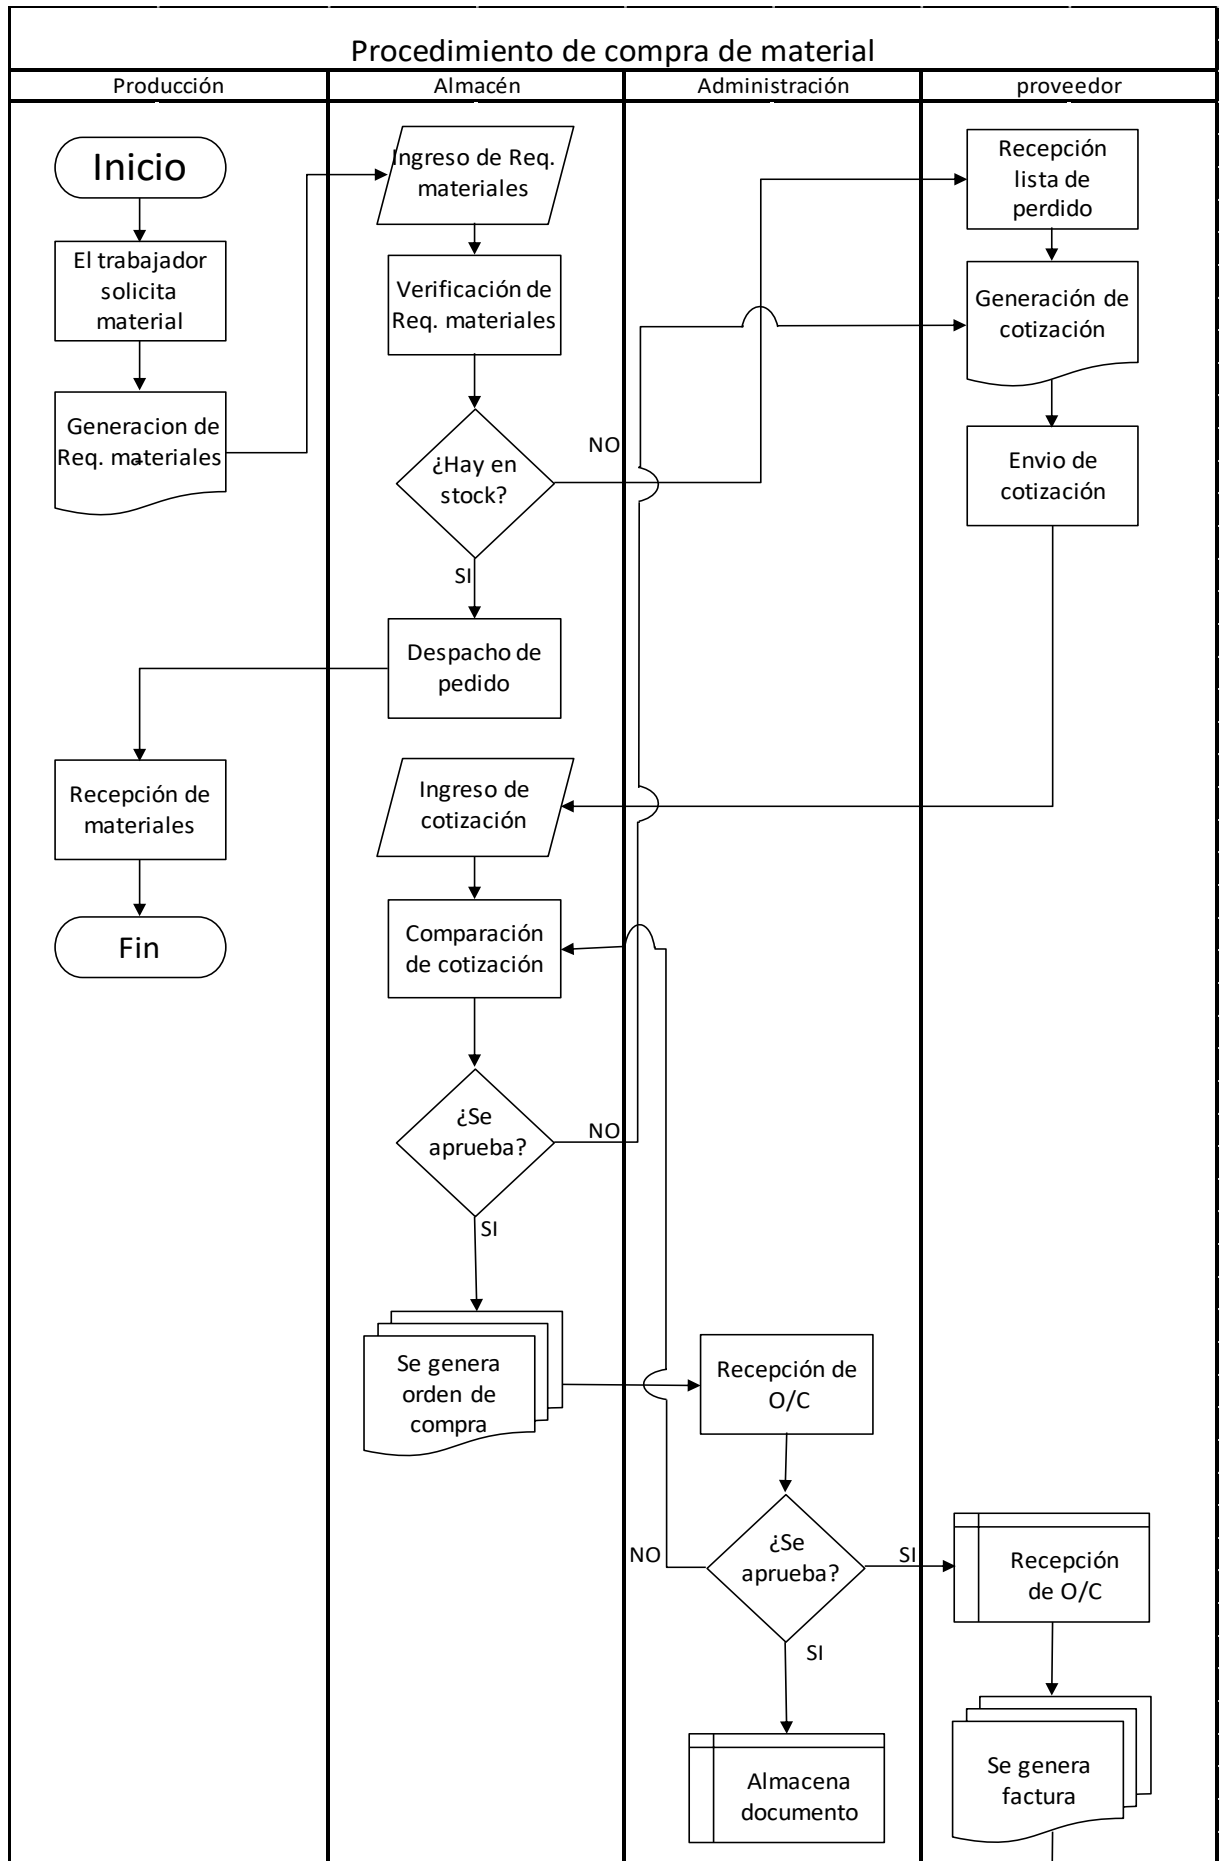 Procedimiento de compra de material
Producción
Almacén
Administración
proveedor
Inicio
El trabajador
solicita
material
Generacion de
Req. materiales
Ingreso de Req.
materiales
Verificación de
Req. materiales
¿Hay en
stock?
NO
SI
Despacho de
pedido
Recepción de
materiales
Fin
Recepción
lista de
perdido
Generación de
cotización
Envio de
cotización
Ingreso de
cotización
Comparación
de cotización
¿Se
aprueba?
NO
SI
Se genera
orden de
compra
Recepción de
O/C
¿Se
aprueba?
NO
SI
SI
Almacena
documento
Recepción
de O/C
Se genera
factura